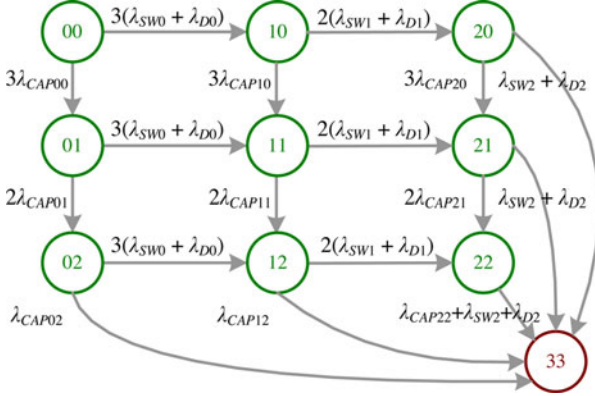 00 3(λSW0 + λD0) 10 2(λSW1 + λD1) 20
3λCAP00 3λCAP10 3λCAP20 λSW2 + λD2
01 3(λSW0 + λD0) 11 2(λSW1 + λD1) 21
2λCAP01 2λCAP11 2λCAP21 λSW2 + λD2
02 3(λSW0 + λD0) 12 2(λSW1 + λD1) 22
λCAP02 λCAP12 λCAP22+λSW2+λD2
33